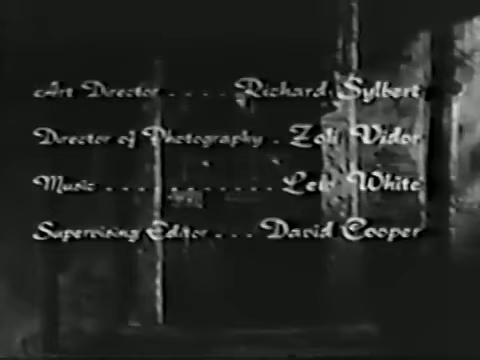 Art Director . . . . Richard Sylbert
Director of Photography . Zoli Vidor
Music . . . . . . . . . . . Lew White
Supervising Editor . . . David Cooper